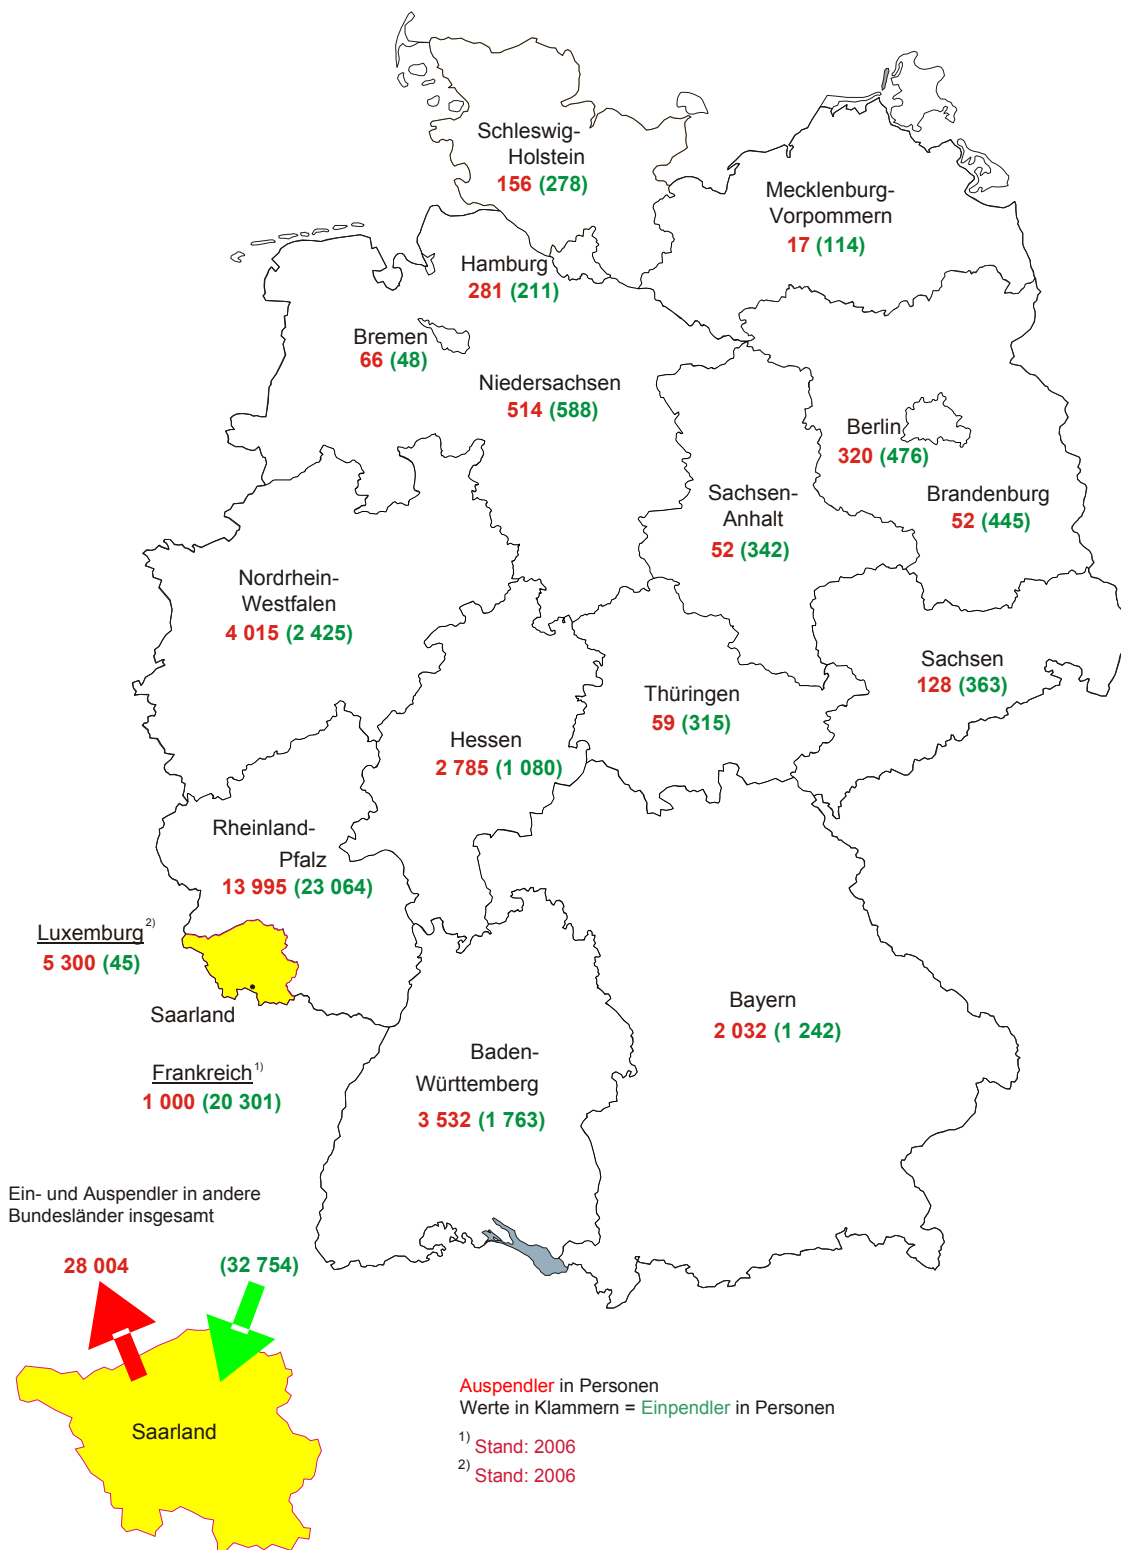 Schleswig-
Holstein
156 (278)
Mecklenburg-
Vorpommern
17 (114)
Hamburg
281 (211)
Bremen
66 (48)
Niedersachsen
514 (588)
Berlin
320 (476)
Brandenburg
52 (445)
Sachsen-
Anhalt
52 (342)
Nordrhein-
Westfalen
4 015 (2 425)
Sachsen
128 (363)
Thüringen
59 (315)
Hessen
2 785 (1 080)
Rheinland-
Pfalz
13 995 (23 064)
Luxemburg 2)
5 300 (45)
Saarland
Bayern
2 032 (1 242)
Baden-
Württemberg
3 532 (1 763)
Frankreich 1)
1 000 (20 301)
Ein- und Auspendler in andere
Bundesländer insgesamt
28 004 (32 754)
Saarland
Auspendler in Personen
Werte in Klammern = Einpendler in Personen
1) Stand: 2006
2) Stand: 2006